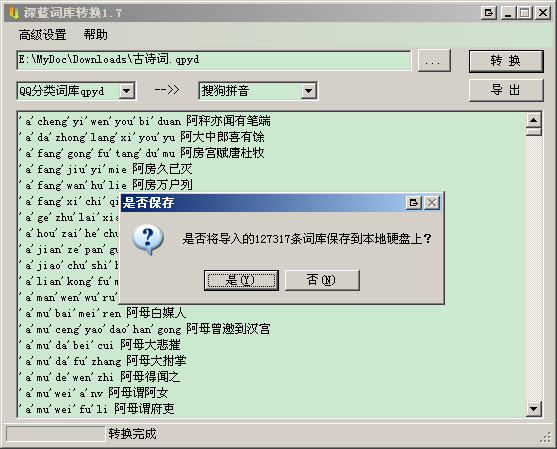 深蓝词库转换1.7
高级设置 帮助
E:\MyDoc\Downloads\古诗词.qpyd
...
转 换
QQ分类词库qpyd
-->>
搜狗拼音
导 出
'a'cheng'yi'wen'you'bi'duan 阿秤亦闻有笔端
'a'da'zhong'lang'xi'you'yu 阿大中郎喜有馀
'a'fang'gong'fu'tang'du'mu 阿房宫赋唐杜牧
'a'fang'jiu'yi'mie 阿房久已灭
'a'fang'wan'hu'lie 阿房万户列
'a'fang'xi'chi'qi
'a'ge'zhu'lai'xia
'a'hou'zai'he'chu
'a'jian'ze'pan'gu
'a'jiao'chu'shi'h
'a'lian'kong'fu'm
'a'man'wen'wu'ru'
是否保存
是否将导入的127317条词库保存到本地硬盘上?
是(Y)
否(N)
'a'mu'bai'mei'ren 阿母白媒人
'a'mu'ceng'yao'dao'han'gong 阿母曾邀到汉宫
'a'mu'da'bei'cui 阿母大悲摧
'a'mu'da'fu'zhang 阿母大拊掌
'a'mu'de'wen'zhi 阿母得闻之
'a'mu'wei'a'nv 阿母谓阿女
'a'mu'wei'fu'li 阿母谓府吏
转换完成